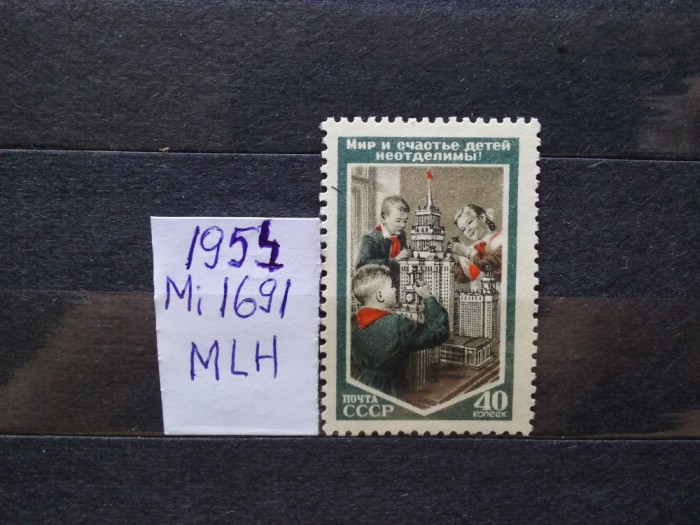 1954
Mi 1691
MLH
Мир и счастье детей
неотделимы!
ПОЧТА
СССР
40
копеек